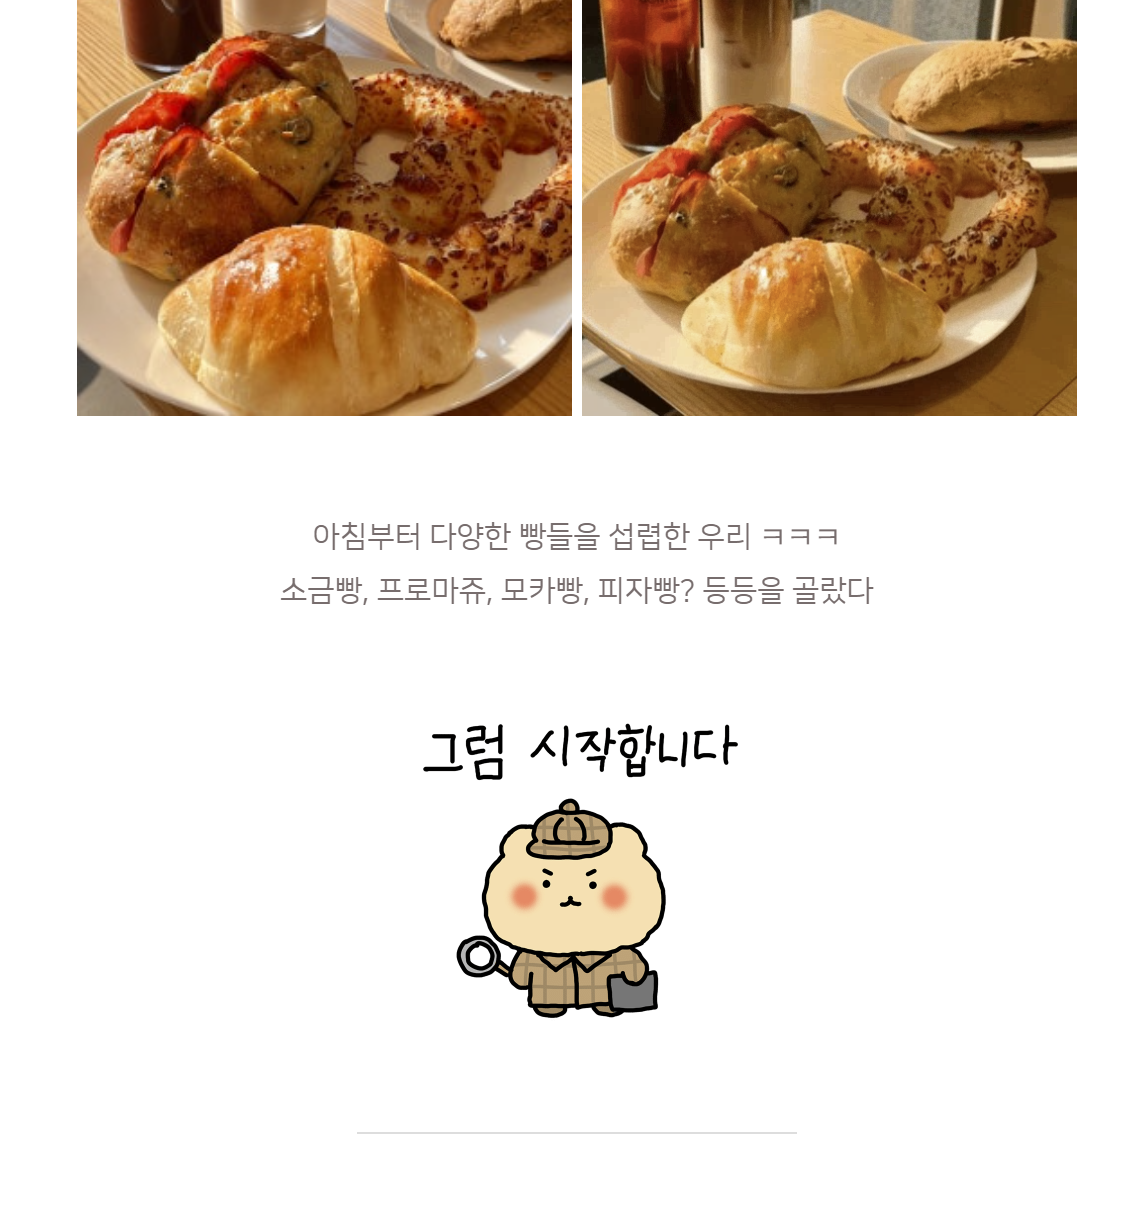 아침부터 다양한 빵들을 섭렵한 우리 ㅋㅋㅋ
소금빵, 프로마쥬, 모카빵, 피자빵? 등등을 골랐다
그럼 시작합니다